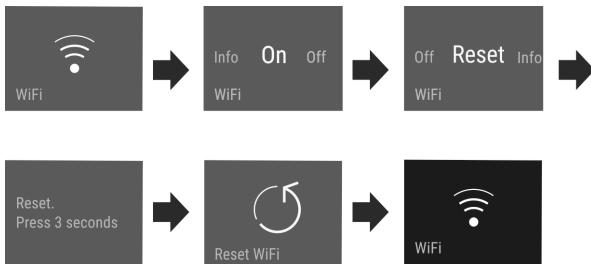 WiFi
Info On Off
WiFi
Off Reset Info
WiFi
Reset.
Press 3 seconds
Reset WiFi
WiFi